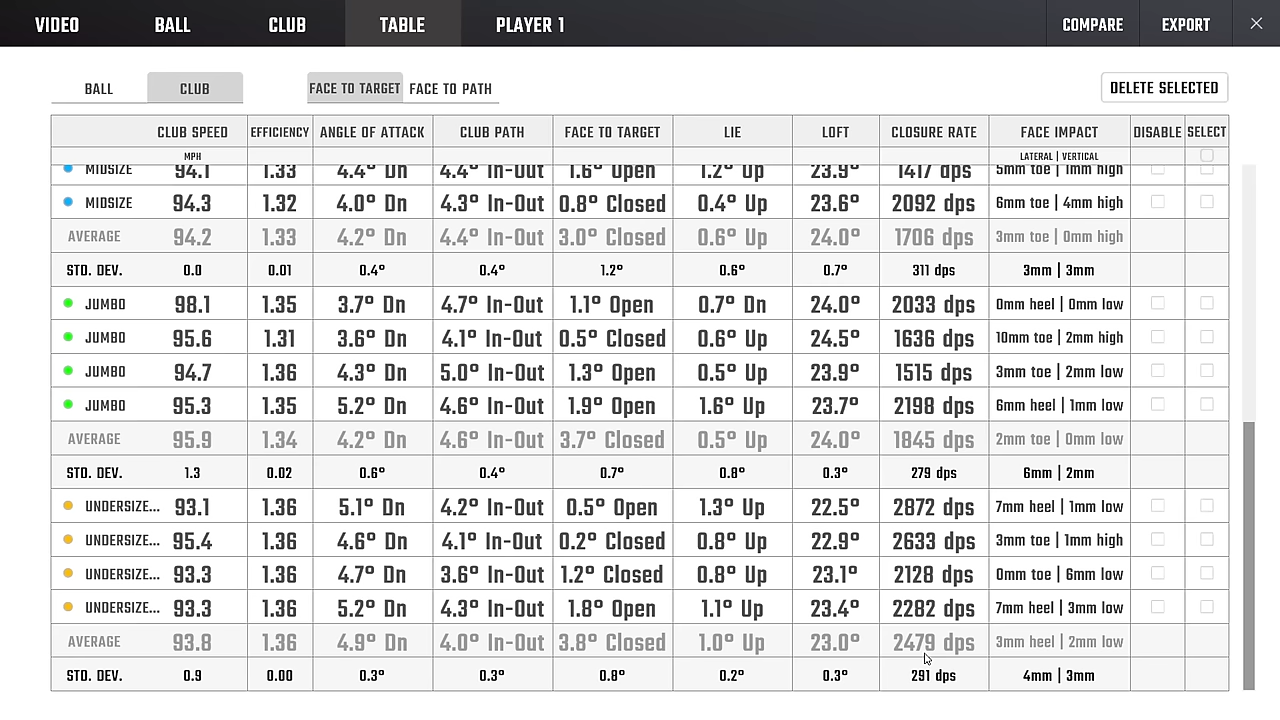 VIDEO BALL CLUB TABLE PLAYER 1 COMPARE EXPORT ×
BALL CLUB FACE TO TARGET FACE TO PATH DELETE SELECTED
CLUB SPEED EFFICIENCY ANGLE OF ATTACK CLUB PATH FACE TO TARGET LIE LOFT CLOSURE RATE FACE IMPACT DISABLE SELECT
MPH LATERAL | VERTICAL
MIDSIZE 94.1 1.33 4.4° Dn 4.4° In-Out 1.6° Open 1.2° Up 23.9° 1417 dps 5mm toe | 1mm high
MIDSIZE 94.3 1.32 4.0° Dn 4.3° In-Out 0.8° Closed 0.4° Up 23.6° 2092 dps 6mm toe | 4mm high
AVERAGE 94.2 1.33 4.2° Dn 4.4° In-Out 3.0° Closed 0.6° Up 24.0° 1706 dps 3mm toe | 0mm high
STD. DEV. 0.0 0.01 0.4° 0.4° 1.2° 0.6° 0.7° 311 dps 3mm | 3mm
JUMBO 98.1 1.35 3.7° Dn 4.7° In-Out 1.1° Open 0.7° Dn 24.0° 2033 dps 0mm heel | 0mm low
JUMBO 95.6 1.31 3.6° Dn 4.1° In-Out 0.5° Closed 0.6° Up 24.5° 1636 dps 10mm toe | 2mm high
JUMBO 94.7 1.36 4.3° Dn 5.0° In-Out 1.3° Open 0.5° Up 23.9° 1515 dps 3mm toe | 2mm low
JUMBO 95.3 1.35 5.2° Dn 4.6° In-Out 1.9° Open 1.6° Up 23.7° 2198 dps 6mm heel | 1mm low
AVERAGE 95.9 1.34 4.2° Dn 4.6° In-Out 3.7° Closed 0.5° Up 24.0° 1845 dps 2mm toe | 0mm low
STD. DEV. 1.3 0.02 0.6° 0.4° 0.7° 0.8° 0.3° 279 dps 6mm | 2mm
UNDERSIZE... 93.1 1.36 5.1° Dn 4.2° In-Out 0.5° Open 1.3° Up 22.5° 2872 dps 7mm heel | 1mm low
UNDERSIZE... 95.4 1.36 4.6° Dn 4.1° In-Out 0.2° Closed 0.8° Up 22.9° 2633 dps 3mm toe | 1mm high
UNDERSIZE... 93.3 1.36 4.7° Dn 3.6° In-Out 1.2° Closed 0.8° Up 23.1° 2128 dps 0mm toe | 6mm low
UNDERSIZE... 93.3 1.36 5.2° Dn 4.3° In-Out 1.8° Open 1.1° Up 23.4° 2282 dps 7mm heel | 3mm low
AVERAGE 93.8 1.36 4.9° Dn 4.0° In-Out 3.8° Closed 1.0° Up 23.0° 2479 dps 3mm heel | 2mm low
STD. DEV. 0.9 0.00 0.3° 0.3° 0.8° 0.2° 0.3° 291 dps 4mm | 3mm